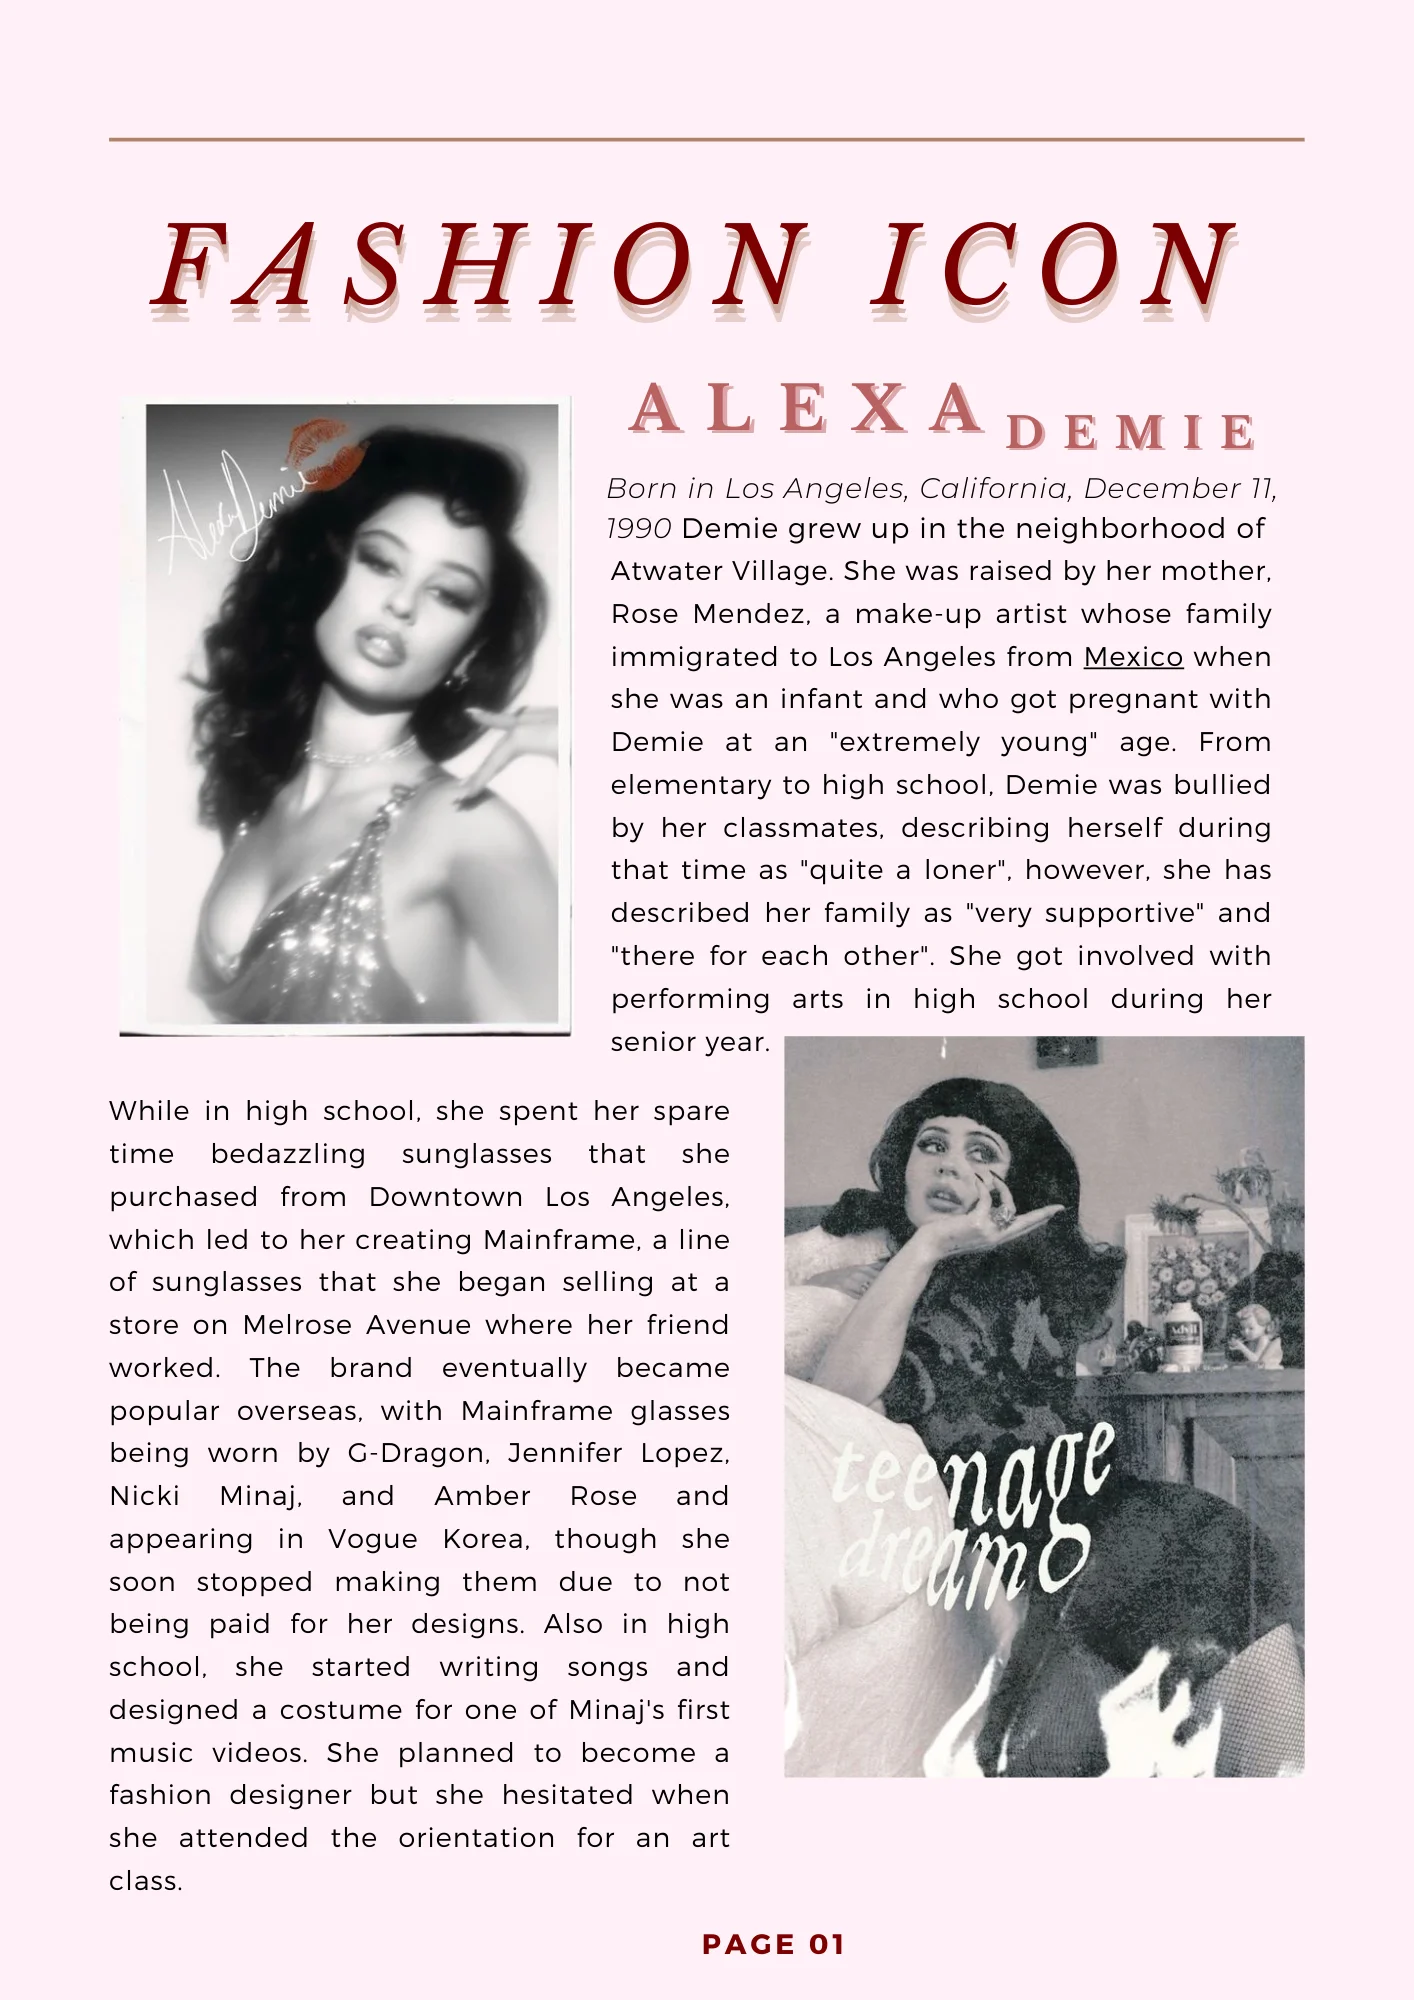 FASHION ICON
ALEXA DEMIE
Alexa Demie
Born in Los Angeles, California, December 11,
1990 Demie grew up in the neighborhood of
Atwater Village. She was raised by her mother,
Rose Mendez, a make-up artist whose family
immigrated to Los Angeles from Mexico when
she was an infant and who got pregnant with
Demie at an "extremely young" age. From
elementary to high school, Demie was bullied
by her classmates, describing herself during
that time as "quite a loner", however, she has
described her family as "very supportive" and
"there for each other". She got involved with
performing arts in high school during her
senior year.
While in high school, she spent her spare
time bedazzling sunglasses that she
purchased from Downtown Los Angeles,
which led to her creating Mainframe, a line
of sunglasses that she began selling at a
store on Melrose Avenue where her friend
worked. The brand eventually became
popular overseas, with Mainframe glasses
being worn by G-Dragon, Jennifer Lopez,
Nicki Minaj, and Amber Rose and
appearing in Vogue Korea, though she
soon stopped making them due to not
being paid for her designs. Also in high
school, she started writing songs and
designed a costume for one of Minaj's first
music videos. She planned to become a
fashion designer but she hesitated when
she attended the orientation for an art
class.
Advil
teenage
dream
PAGE 01